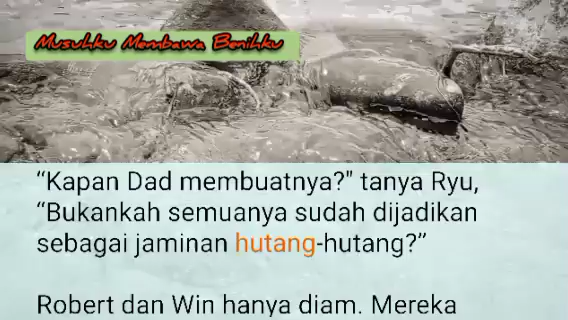 Musuhku Membawa Benihku
“Kapan Dad membuatnya?" tanya Ryu,
“Bukankah semuanya sudah dijadikan
sebagai jaminan hutang-hutang?”
Robert dan Win hanya diam. Mereka